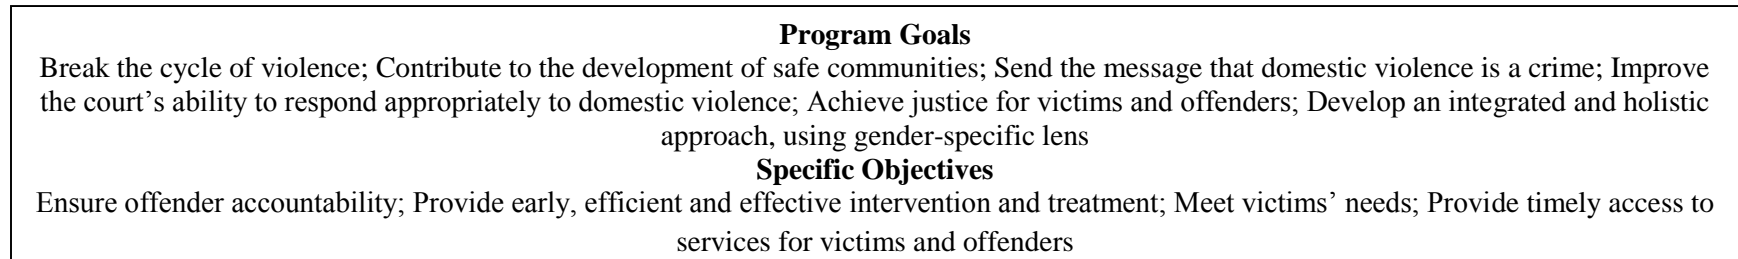 Program Goals
Break the cycle of violence; Contribute to the development of safe communities; Send the message that domestic violence is a crime; Improve
the court’s ability to respond appropriately to domestic violence; Achieve justice for victims and offenders; Develop an integrated and holistic
approach, using gender-specific lens
Specific Objectives
Ensure offender accountability; Provide early, efficient and effective intervention and treatment; Meet victims’ needs; Provide timely access to
services for victims and offenders